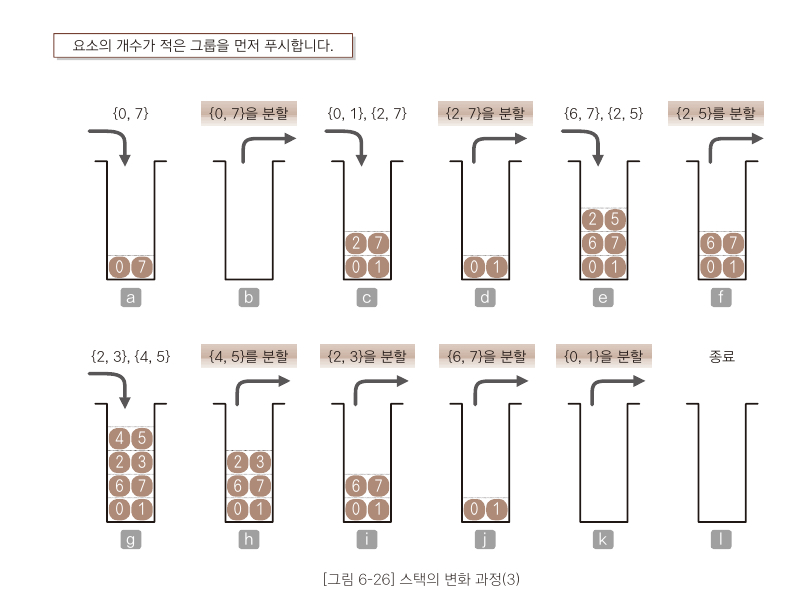 요소의 개수가 적은 그룹을 먼저 푸시합니다.
{0, 7} {0, 7}을 분할 {0, 1}, {2, 7} {2, 7}을 분할 {6, 7}, {2, 5} {2, 5}를 분할
2 5
2 7 6 7 6 7
0 7 0 1 0 1 0 1 0 1
a b c d e f
{2, 3}, {4, 5} {4, 5}를 분할 {2, 3}을 분할 {6, 7}을 분할 {0, 1}을 분할 종료
4 5
2 3 2 3
6 7 6 7 6 7
0 1 0 1 0 1 0 1
g h i j k l
[그림 6-26] 스택의 변화 과정(3)